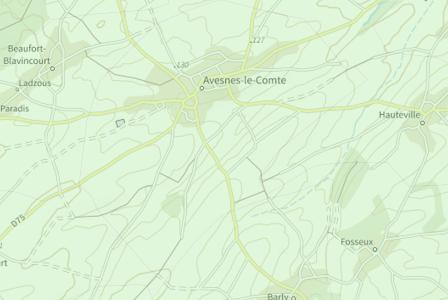 Beaufort-
Blavincourt
Ladzous
Paradis
Avesnes-le-Comte
Hauteville
D75
Fosseux
Barly